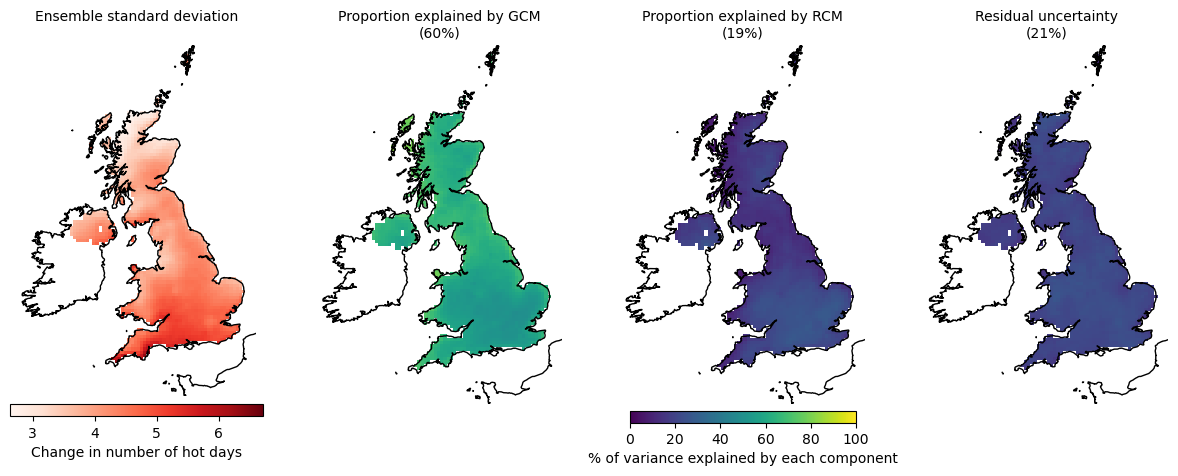 Ensemble standard deviation
Proportion explained by GCM
(60%)
Proportion explained by RCM
(19%)
Residual uncertainty
(21%)
3 4 5 6
Change in number of hot days
0 20 40 60 80 100
% of variance explained by each component